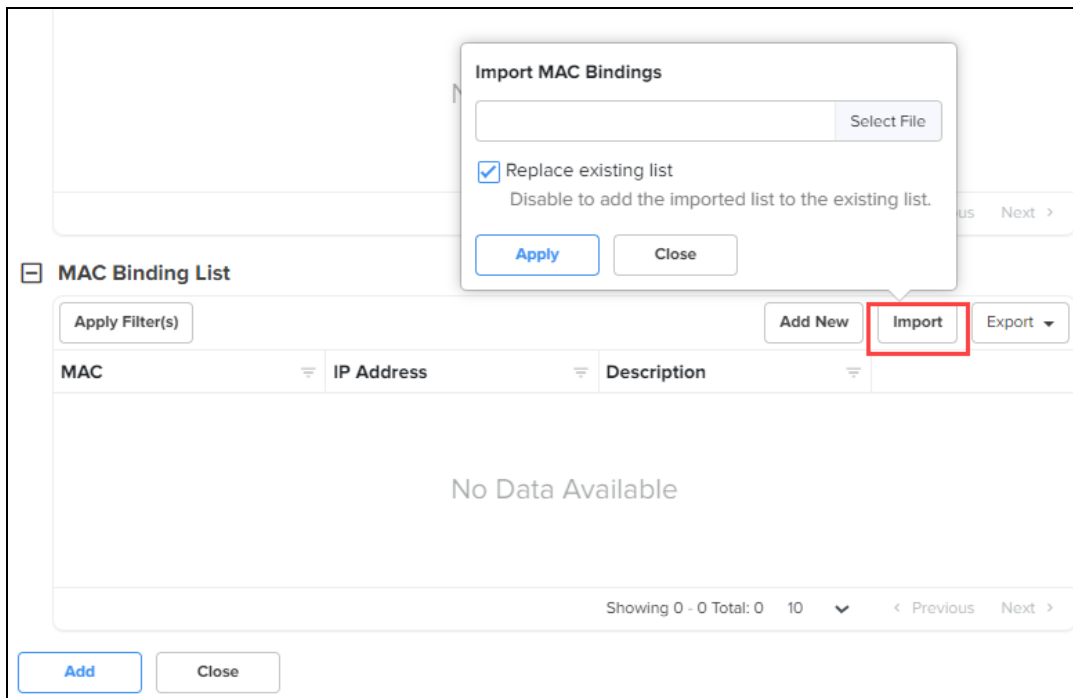 Import MAC Bindings
Select File
Replace existing list
Disable to add the imported list to the existing list.
Next >
Apply Close
MAC Binding List
Apply Filter(s) Add New Import Export
MAC IP Address Description
No Data Available
Showing 0 - 0 Total: 0 10 < Previous Next >
Add Close